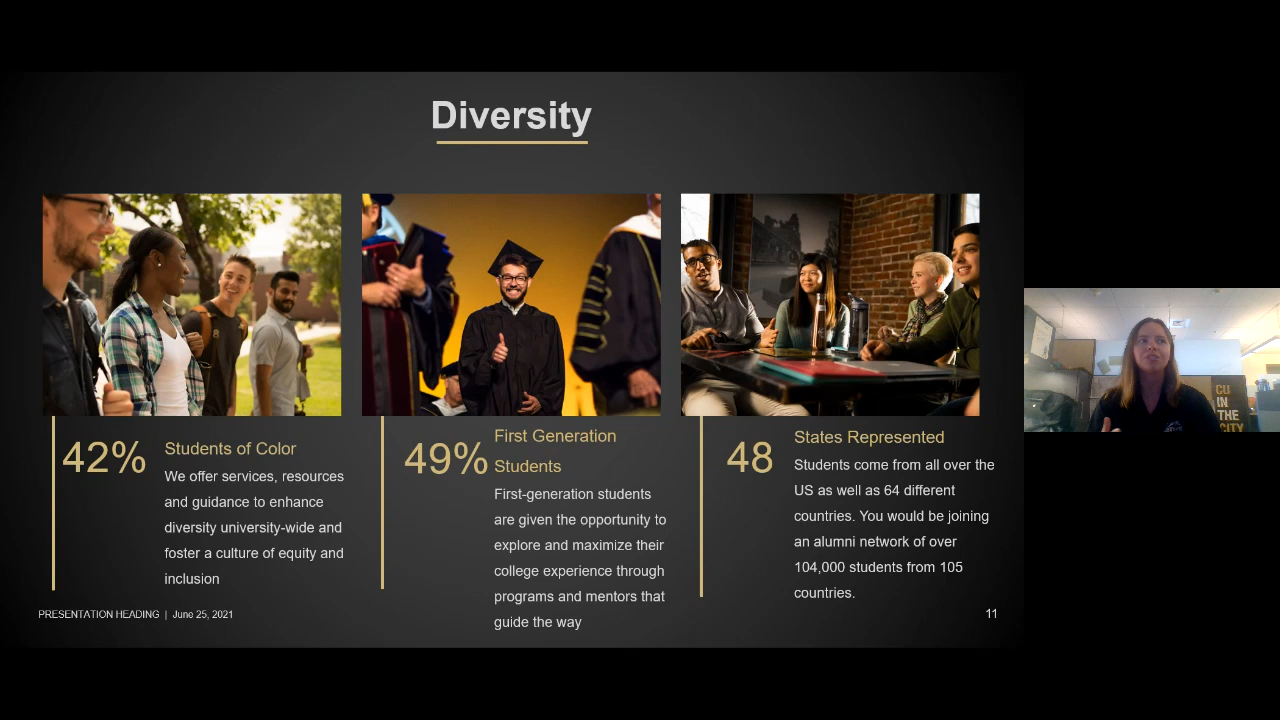 Diversity
42%
Students of Color
We offer services, resources
and guidance to enhance
diversity university-wide and
foster a culture of equity and
inclusion
49%
First Generation
Students
First-generation students
are given the opportunity to
explore and maximize their
college experience through
programs and mentors that
guide the way
48
States Represented
Students come from all over the
US as well as 64 different
countries. You would be joining
an alumni network of over
104,000 students from 105
countries.
PRESENTATION HEADING | June 25, 2021
11
CU
IN
THE
CITY